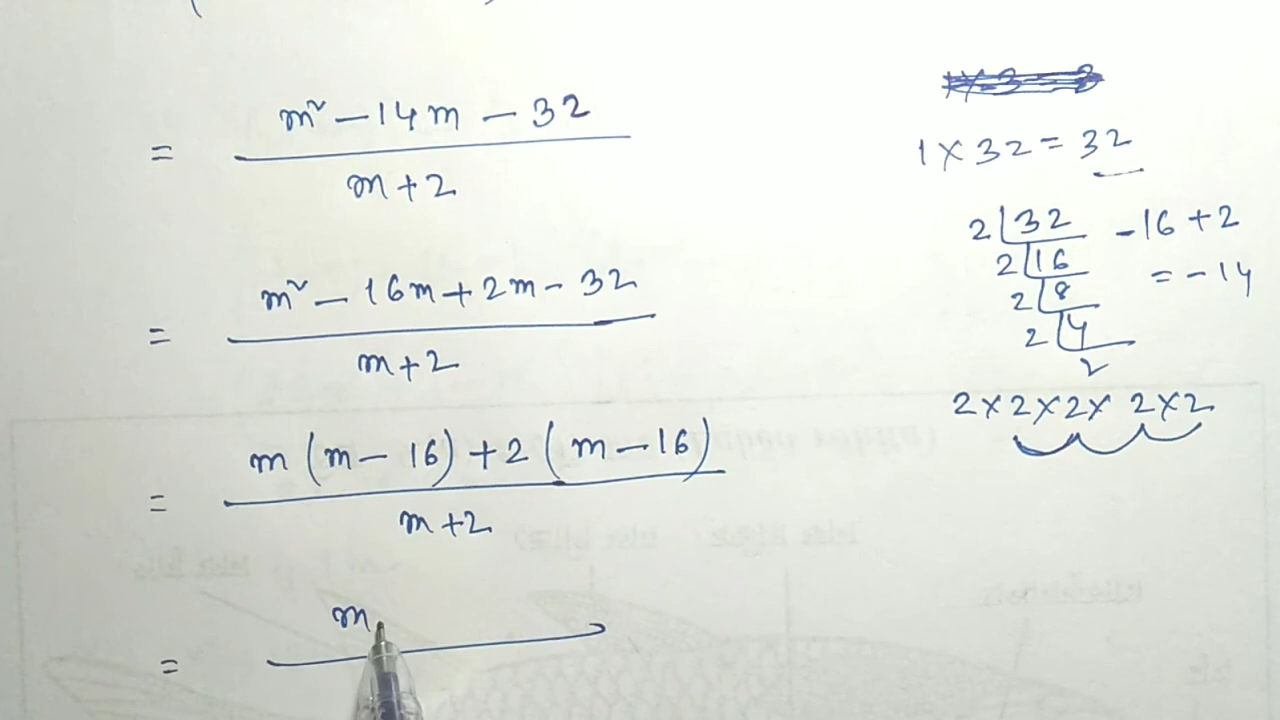 = m² - 14m - 32
m + 2
= m² - 16m + 2m - 32
m + 2
= m (m - 16) + 2 (m - 16)
m + 2
= m
1 × 32 = 32
2 32 -16 + 2
2 16 = -14
2 8
2 4
2
2 × 2 × 2 × 2 × 2